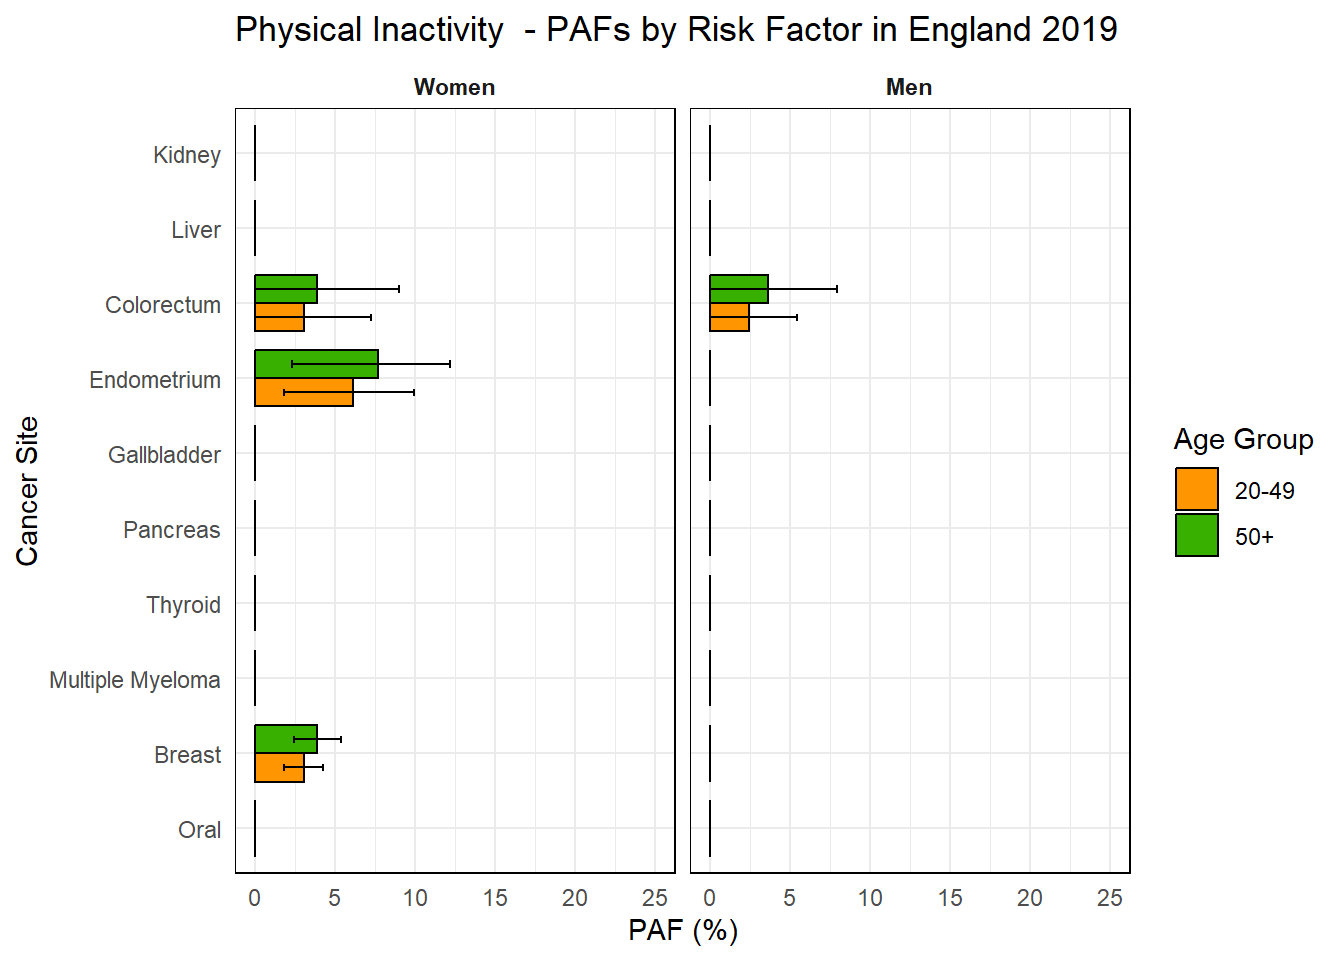 Physical Inactivity  - PAFs by Risk Factor in England 2019
Women
Men
Cancer Site
Kidney
Liver
Colorectum
Endometrium
Gallbladder
Pancreas
Thyroid
Multiple Myeloma
Breast
Oral
0 5 10 15 20 25
0 5 10 15 20 25
PAF (%)
Age Group
20-49
50+